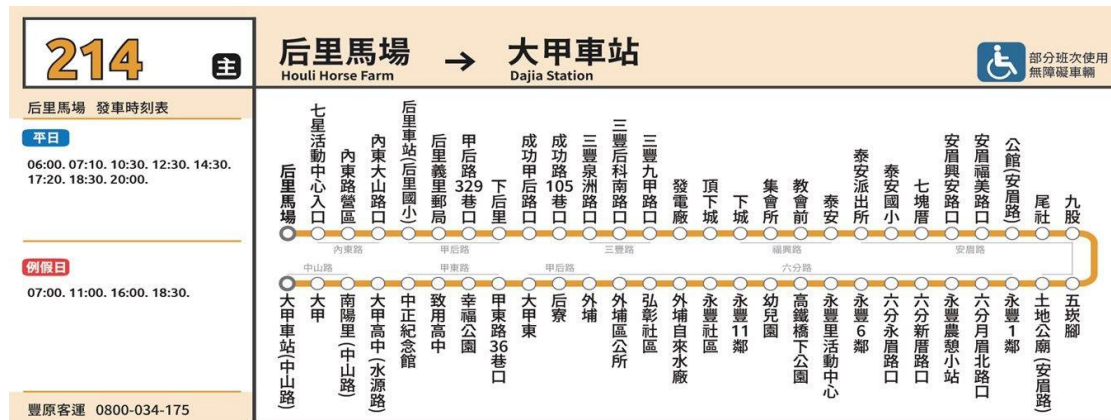 214 主
后里馬場 → 大甲車站
Houli Horse Farm Dajia Station
部分班次使用
無障礙車輛
后里馬場 發車時刻表
平日
06:00. 07:10. 10:30. 12:30. 14:30.
17:20. 18:30. 20:00.
例假日
07:00. 11:00. 16:00. 18:30.
豐原客運 0800-034-175
后里馬場
七星活動中心入口
內東路營區
內東大山路口
后里車站(后里國小)
后里義里郵局
甲后路329巷口
下后里
成功甲后路口
成功路105巷口
三豐泉洲路口
三豐后科南路口
三豐九甲路口
發電廠
頂下城
下城
集會所
教會前
泰安
泰安派出所
泰安國小
七塊厝
安眉興安路口
安眉福美路口
公館(安眉路)
尾社
九股
內東路 甲后路 三豐路 福興路 安眉路
中山路 甲東路 甲后路 六分路
大甲車站(中山路)
大甲
南陽里(中山路)
大甲高中(水源路)
中正紀念館
致用高中
幸福公園
甲東路36巷口
大甲東
后寮
外埔
外埔區公所
弘彰社區
外埔自來水廠
永豐社區
永豐11鄰
幼兒園
高鐵橋下公園
永豐里活動中心
永豐6鄰
六分永眉路口
六分新厝路口
永豐農憩小站
六分月眉北路口
永豐1鄰
土地公廟(安眉路)
五崁腳